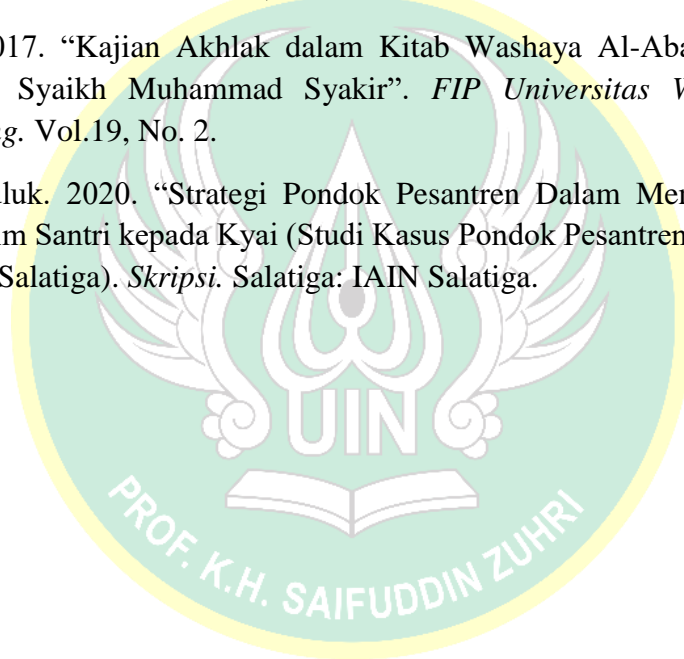 017. “Kajian Akhlak dalam Kitab Washaya Al-Aba
Syaikh Muhammad Syakir”. FIP Universitas
Vol.19, No. 2.
luk. 2020. “Strategi Pondok Pesantren Dalam
Santri kepada Kyai (Studi Kasus Pondok Pesantren
Salatiga). Skripsi. Salatiga: IAIN Salatiga.
UIN
PROF. K.H. SAIFUDDIN ZUHRI